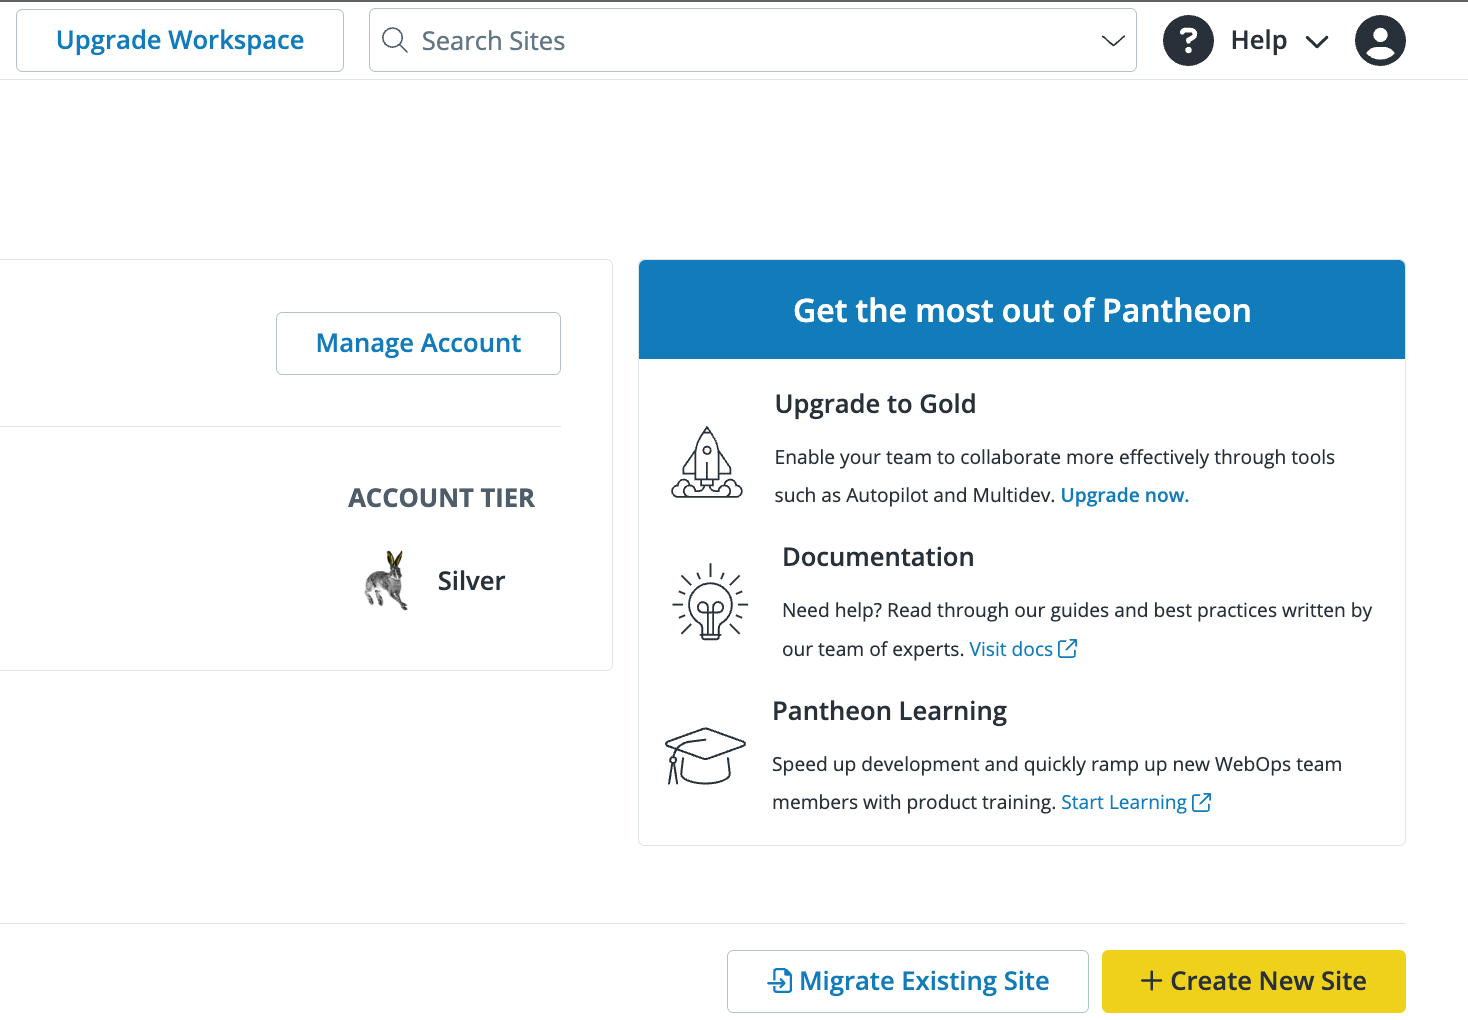 Upgrade Workspace
Search Sites
?
Help
Manage Account
ACCOUNT TIER
Silver
Get the most out of Pantheon
Upgrade to Gold
Enable your team to collaborate more effectively through tools
such as Autopilot and Multidev. Upgrade now.
Documentation
Need help? Read through our guides and best practices written by
our team of experts. Visit docs
Pantheon Learning
Speed up development and quickly ramp up new WebOps team
members with product training. Start Learning
Migrate Existing Site
+ Create New Site